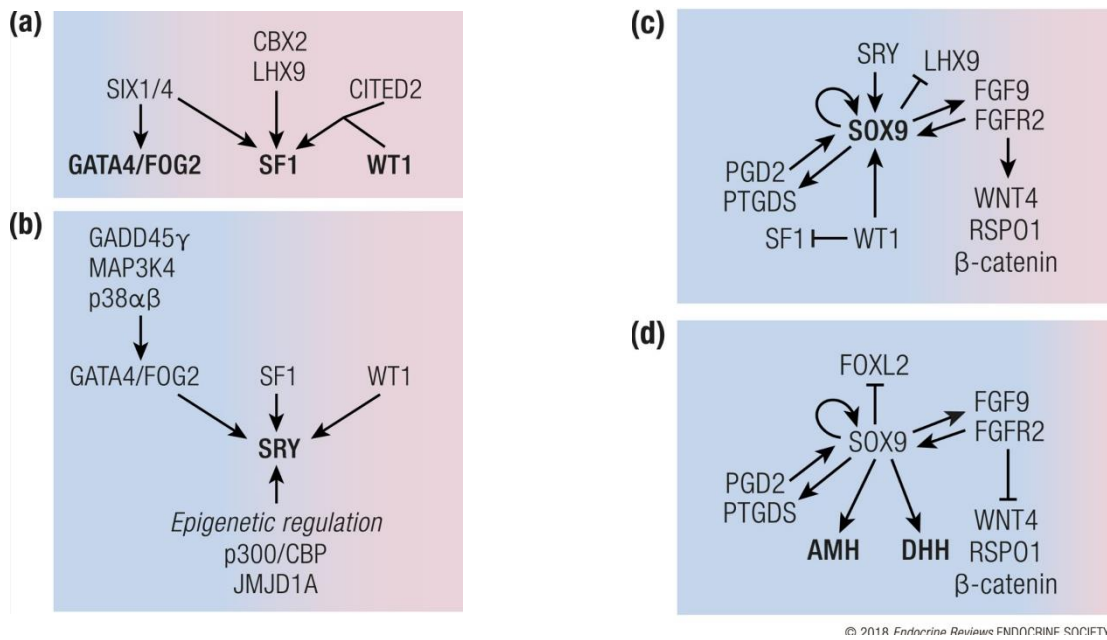 (a)
CBX2
LHX9
SIX1/4
CITED2
GATA4/FOG2
SF1
WT1
(b)
GADD45γ
MAP3K4
p38αβ
GATA4/FOG2
SF1
WT1
SRY
Epigenetic regulation
p300/CBP
JMJD1A
(c)
SRY
LHX9
FGF9
SOX9
FGFR2
PGD2
PTGDS
WNT4
RSPO1
β-catenin
SF1
WT1
(d)
FOXL2
FGF9
SOX9
FGFR2
PGD2
PTGDS
WNT4
RSPO1
β-catenin
AMH
DHH
© 2018 Endocrine Reviews ENDOCRINE SOCIETY